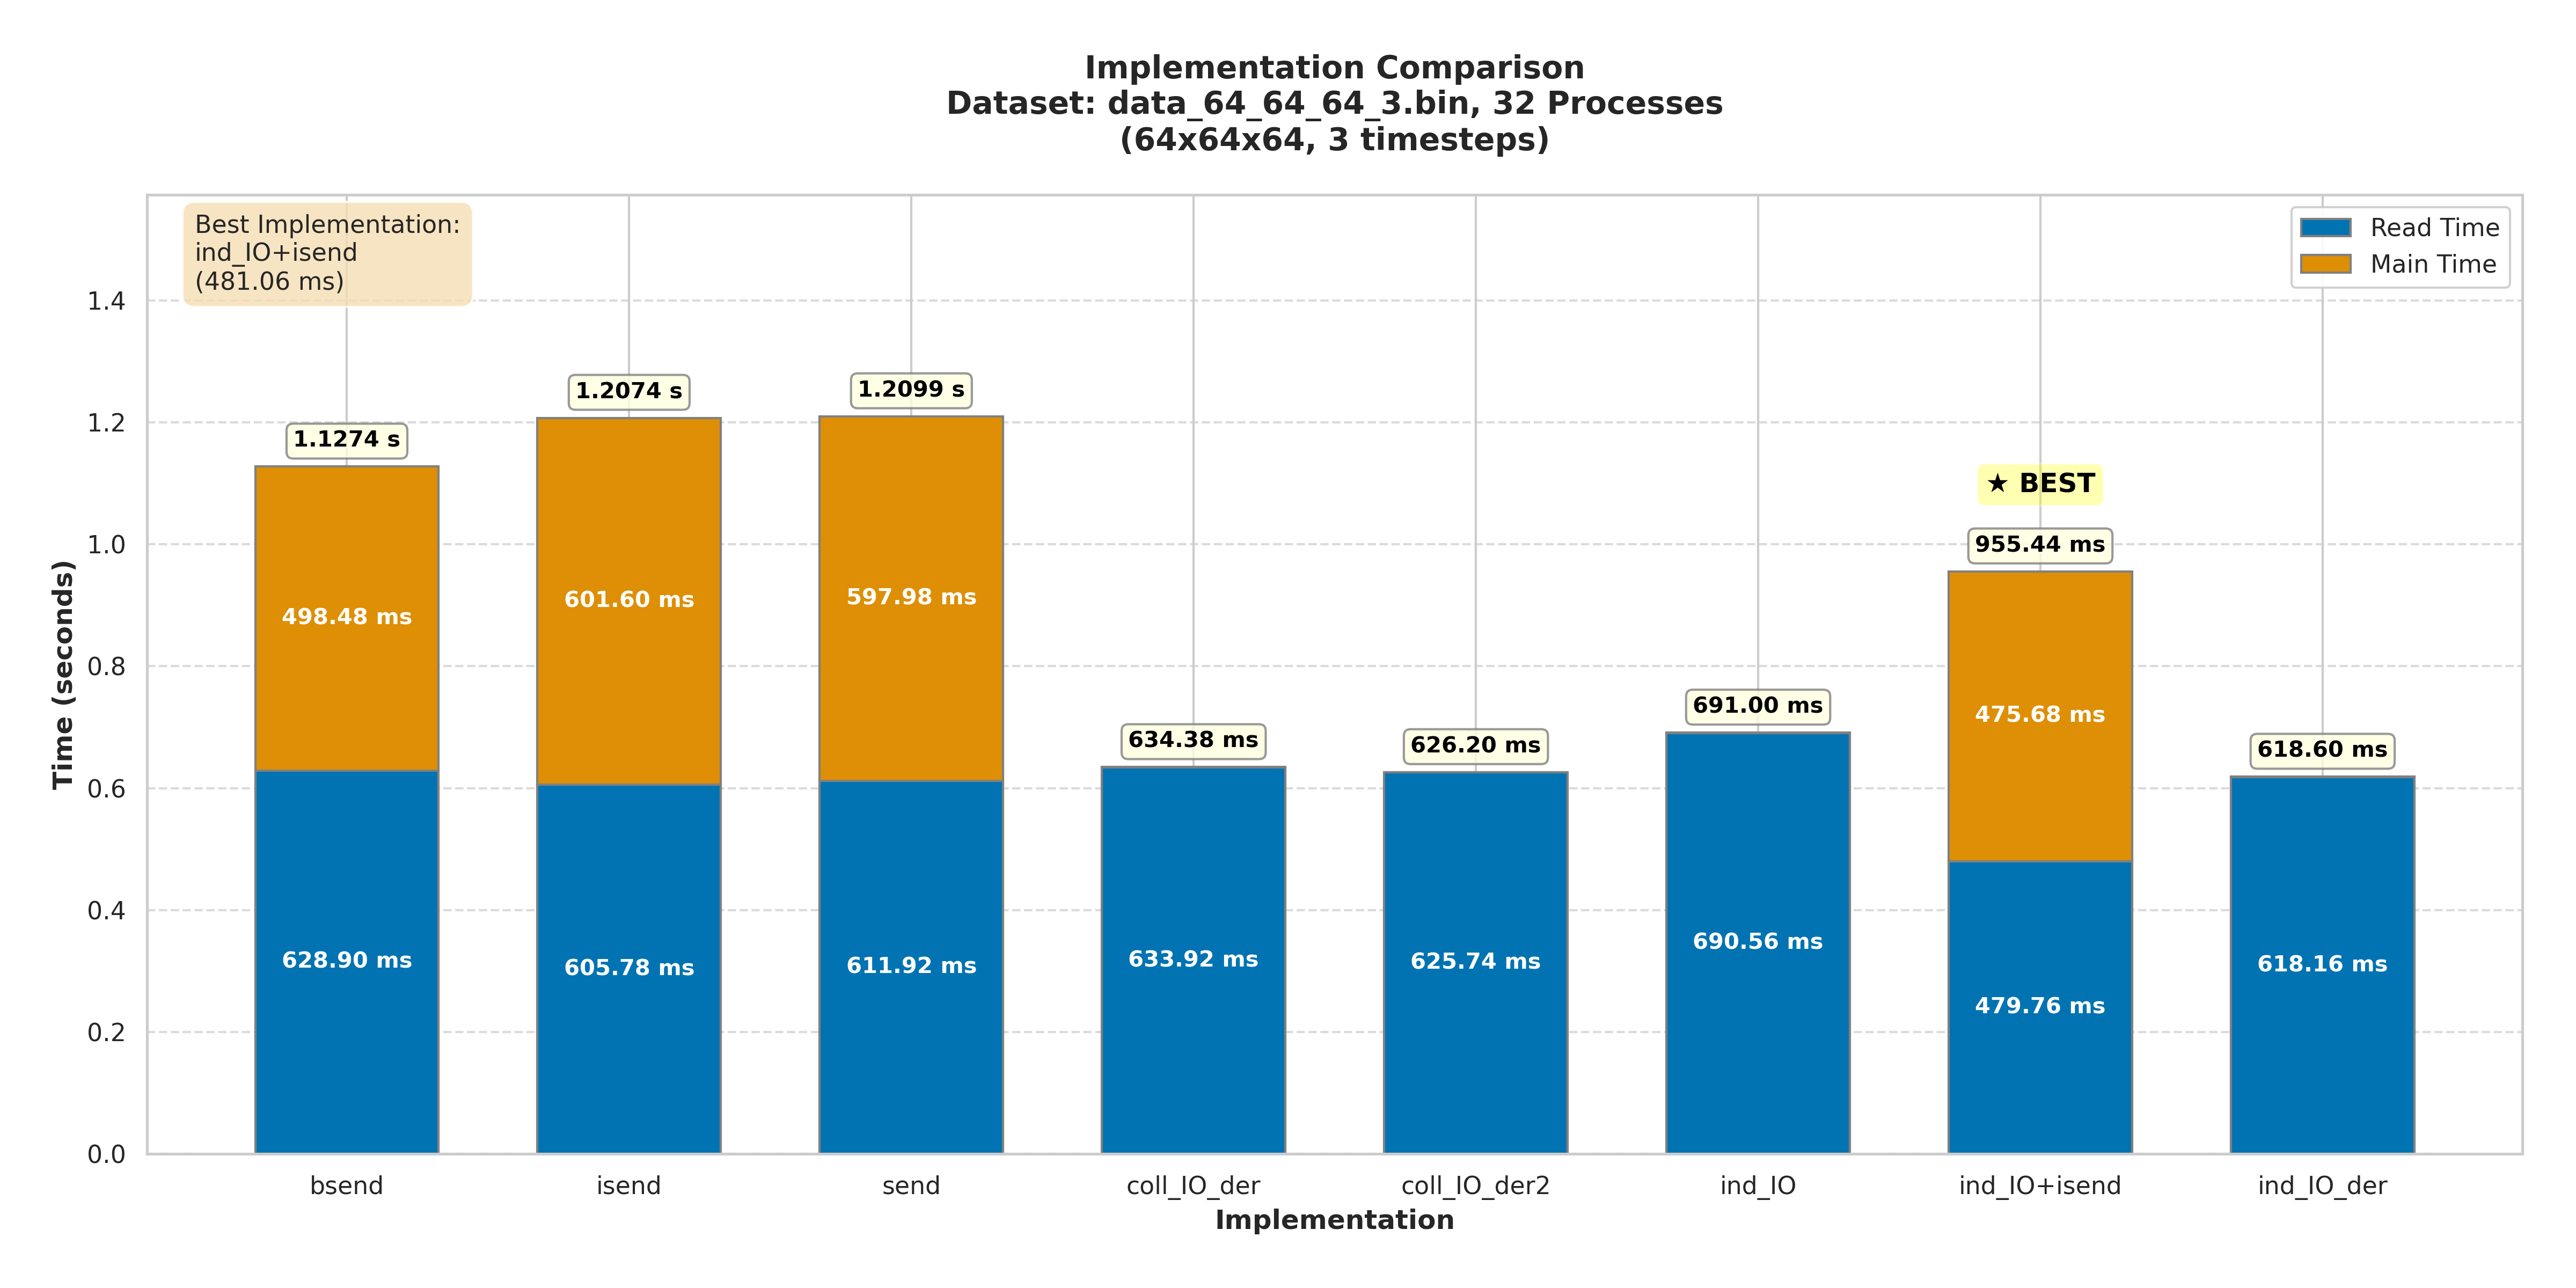 Implementation Comparison
Dataset: data_64_64_64_3.bin, 32 Processes
(64x64x64, 3 timesteps)
Best Implementation:
ind_IO+isend
(481.06 ms)
Read Time
Main Time
Time (seconds)
1.4
1.2
1.0
0.8
0.6
0.4
0.2
0.0
1.1274 s
498.48 ms
628.90 ms
1.2074 s
601.60 ms
605.78 ms
1.2099 s
597.98 ms
611.92 ms
634.38 ms
633.92 ms
626.20 ms
625.74 ms
691.00 ms
690.56 ms
★ BEST
955.44 ms
475.68 ms
479.76 ms
618.60 ms
618.16 ms
bsend
isend
send
coll_IO_der
coll_IO_der2
ind_IO
ind_IO+isend
ind_IO_der
Implementation